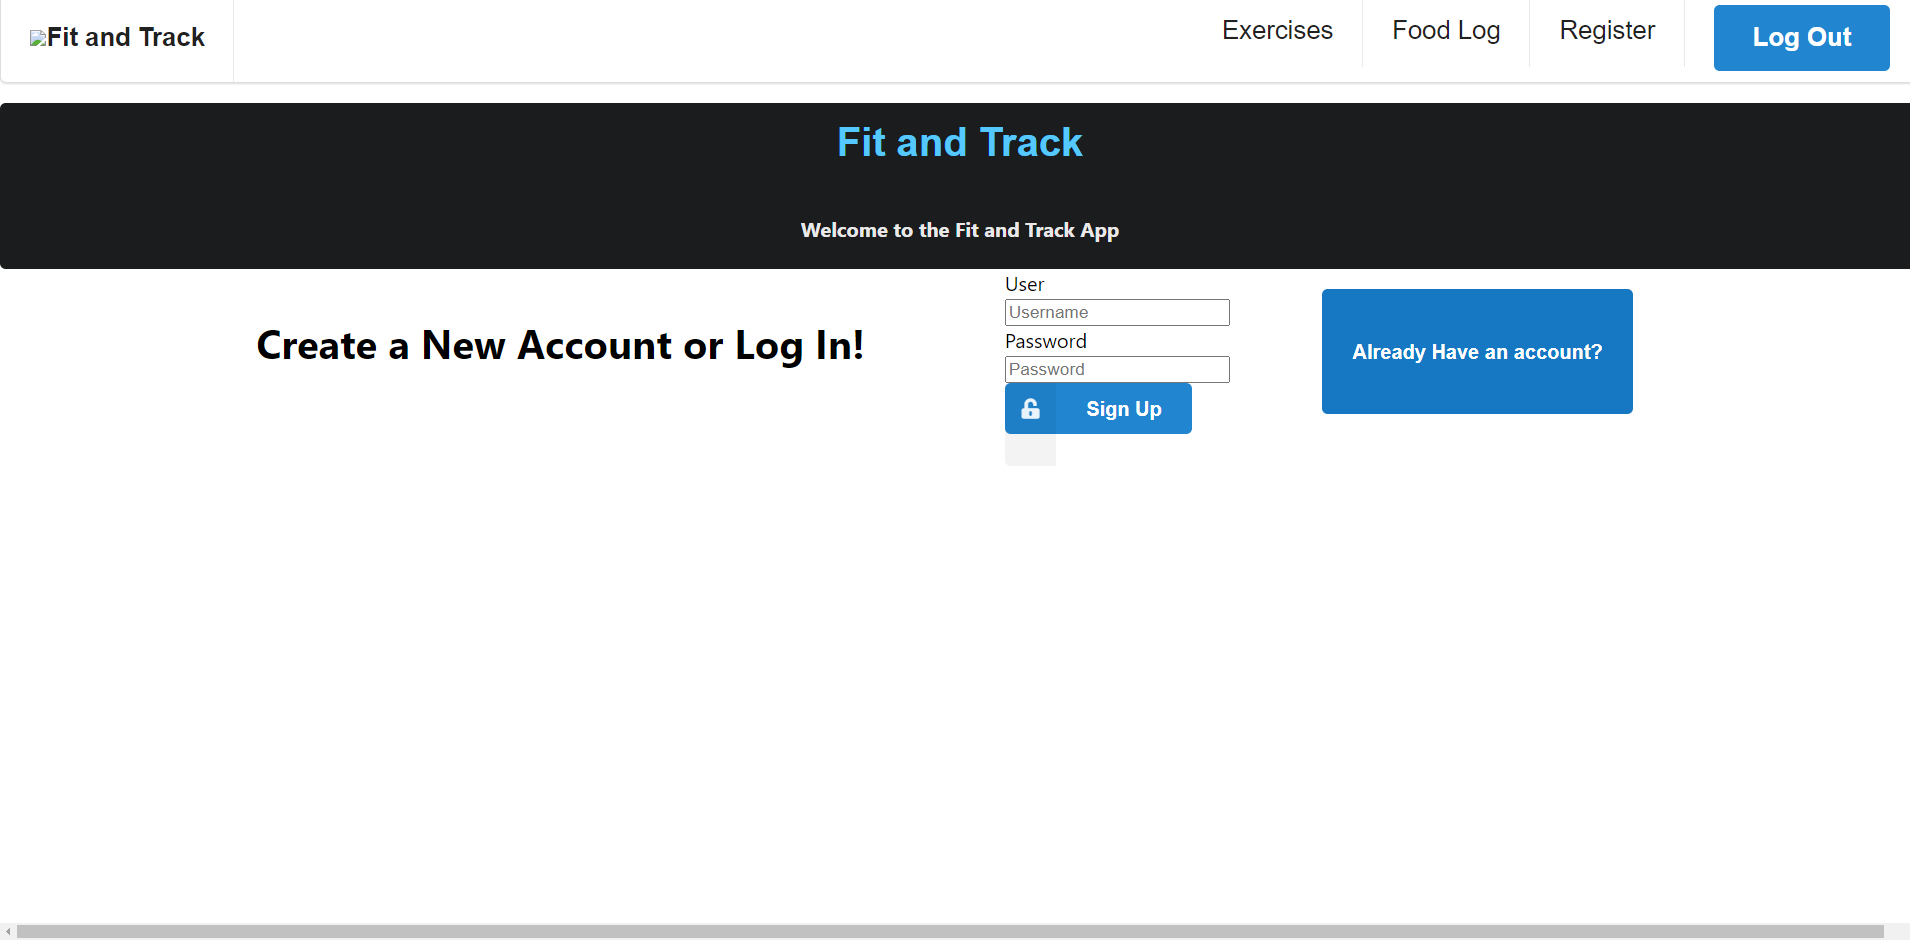 Fit and Track
Exercises
Food Log
Register
Log Out
Fit and Track
Welcome to the Fit and Track App
Create a New Account or Log In!
User
Username
Password
Password
Sign Up
Already Have an account?